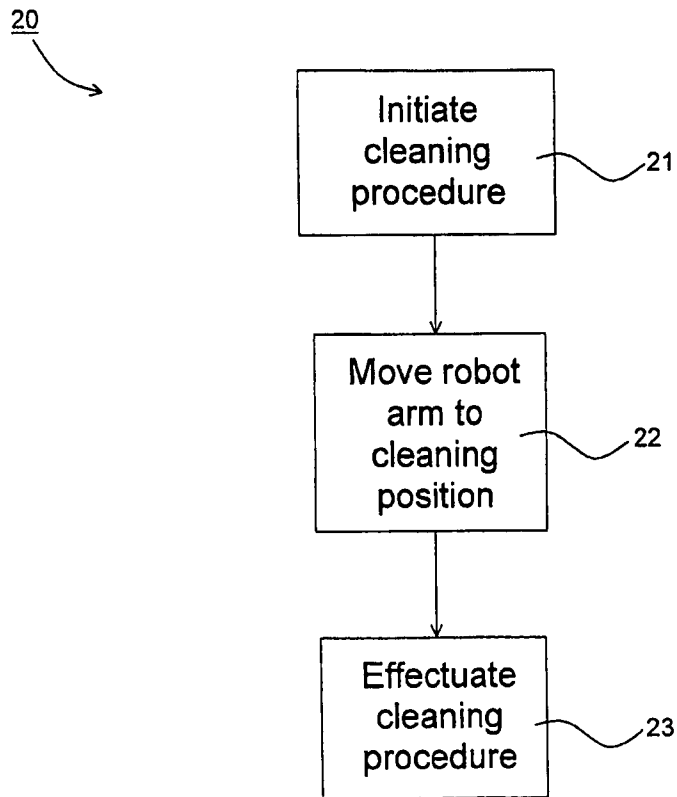 20
Initiate
cleaning
procedure
21
Move robot
arm to
cleaning
position
22
Effectuate
cleaning
procedure
23